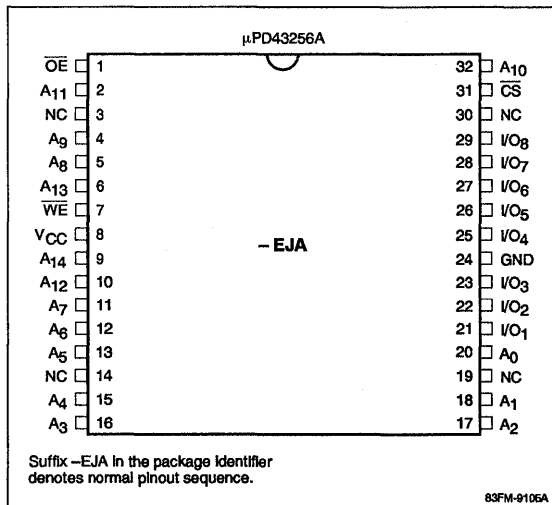 μPD43256A
OE 1 32 A10
A11 2 31 CS
NC 3 30 NC
A9 4 29 I/O8
A8 5 28 I/O7
A13 6 27 I/O6
WE 7 26 I/O5
VCC 8 25 I/O4
A14 9 –EJA 24 GND
A12 10 23 I/O3
A7 11 22 I/O2
A6 12 21 I/O1
A5 13 20 A0
NC 14 19 NC
A4 15 18 A1
A3 16 17 A2
Suffix –EJA in the package identifier
denotes normal pinout sequence.
83FM-9106A